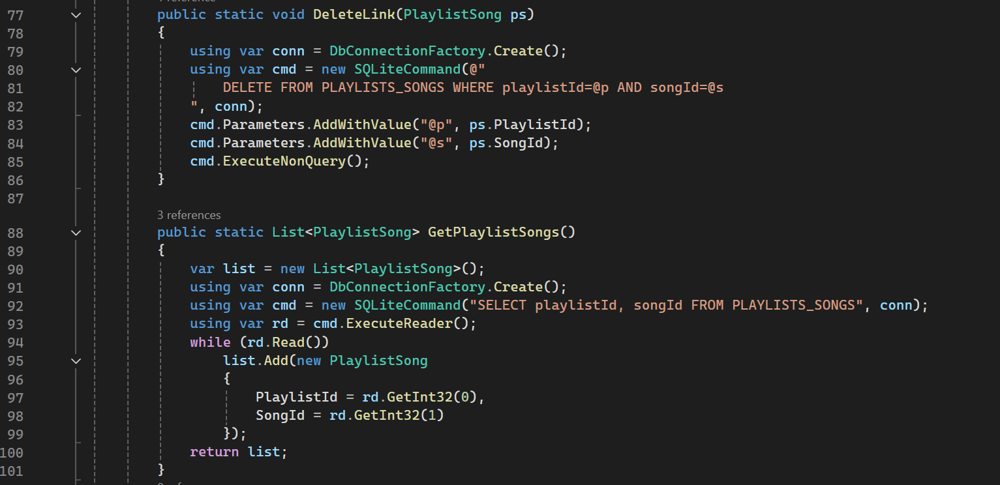 77 public static void DeleteLink(PlaylistSong ps)
78 {
79 using var conn = DbConnectionFactory.Create();
80 using var cmd = new SQLiteCommand(@"
81 DELETE FROM PLAYLISTS_SONGS WHERE playlistId=@p AND songId=@s
82 ", conn);
83 cmd.Parameters.AddWithValue("@p", ps.PlaylistId);
84 cmd.Parameters.AddWithValue("@s", ps.SongId);
85 cmd.ExecuteNonQuery();
86 }
87
3 references
88 public static List<PlaylistSong> GetPlaylistSongs()
89 {
90 var list = new List<PlaylistSong>();
91 using var conn = DbConnectionFactory.Create();
92 using var cmd = new SQLiteCommand("SELECT playlistId, songId FROM PLAYLISTS_SONGS", conn);
93 using var rd = cmd.ExecuteReader();
94 while (rd.Read())
95 list.Add(new PlaylistSong
96 {
97 PlaylistId = rd.GetInt32(0),
98 SongId = rd.GetInt32(1)
99 });
100 return list;
101 }